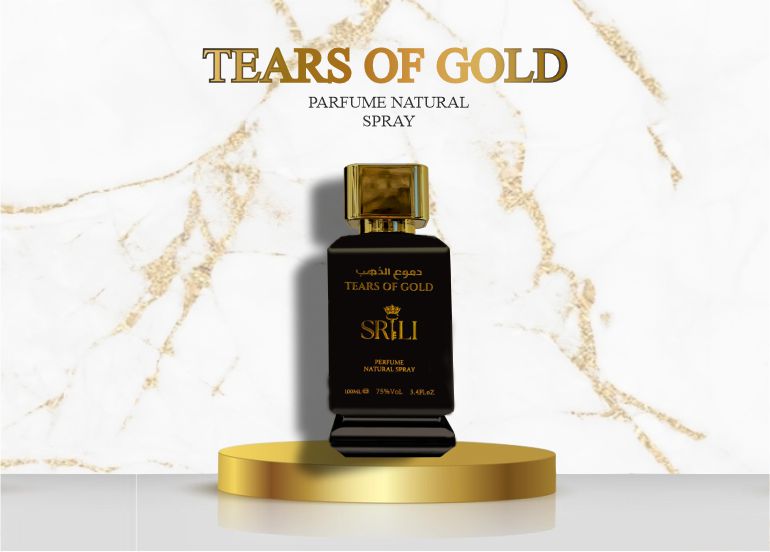 TEARS OF GOLD
PARFUME NATURAL
SPRAY
دموع الذهب
TEARS OF GOLD
SRILI
PERFUME
NATURAL SPRAY
100ML℮ 75%VoL 3.4FL.oZ